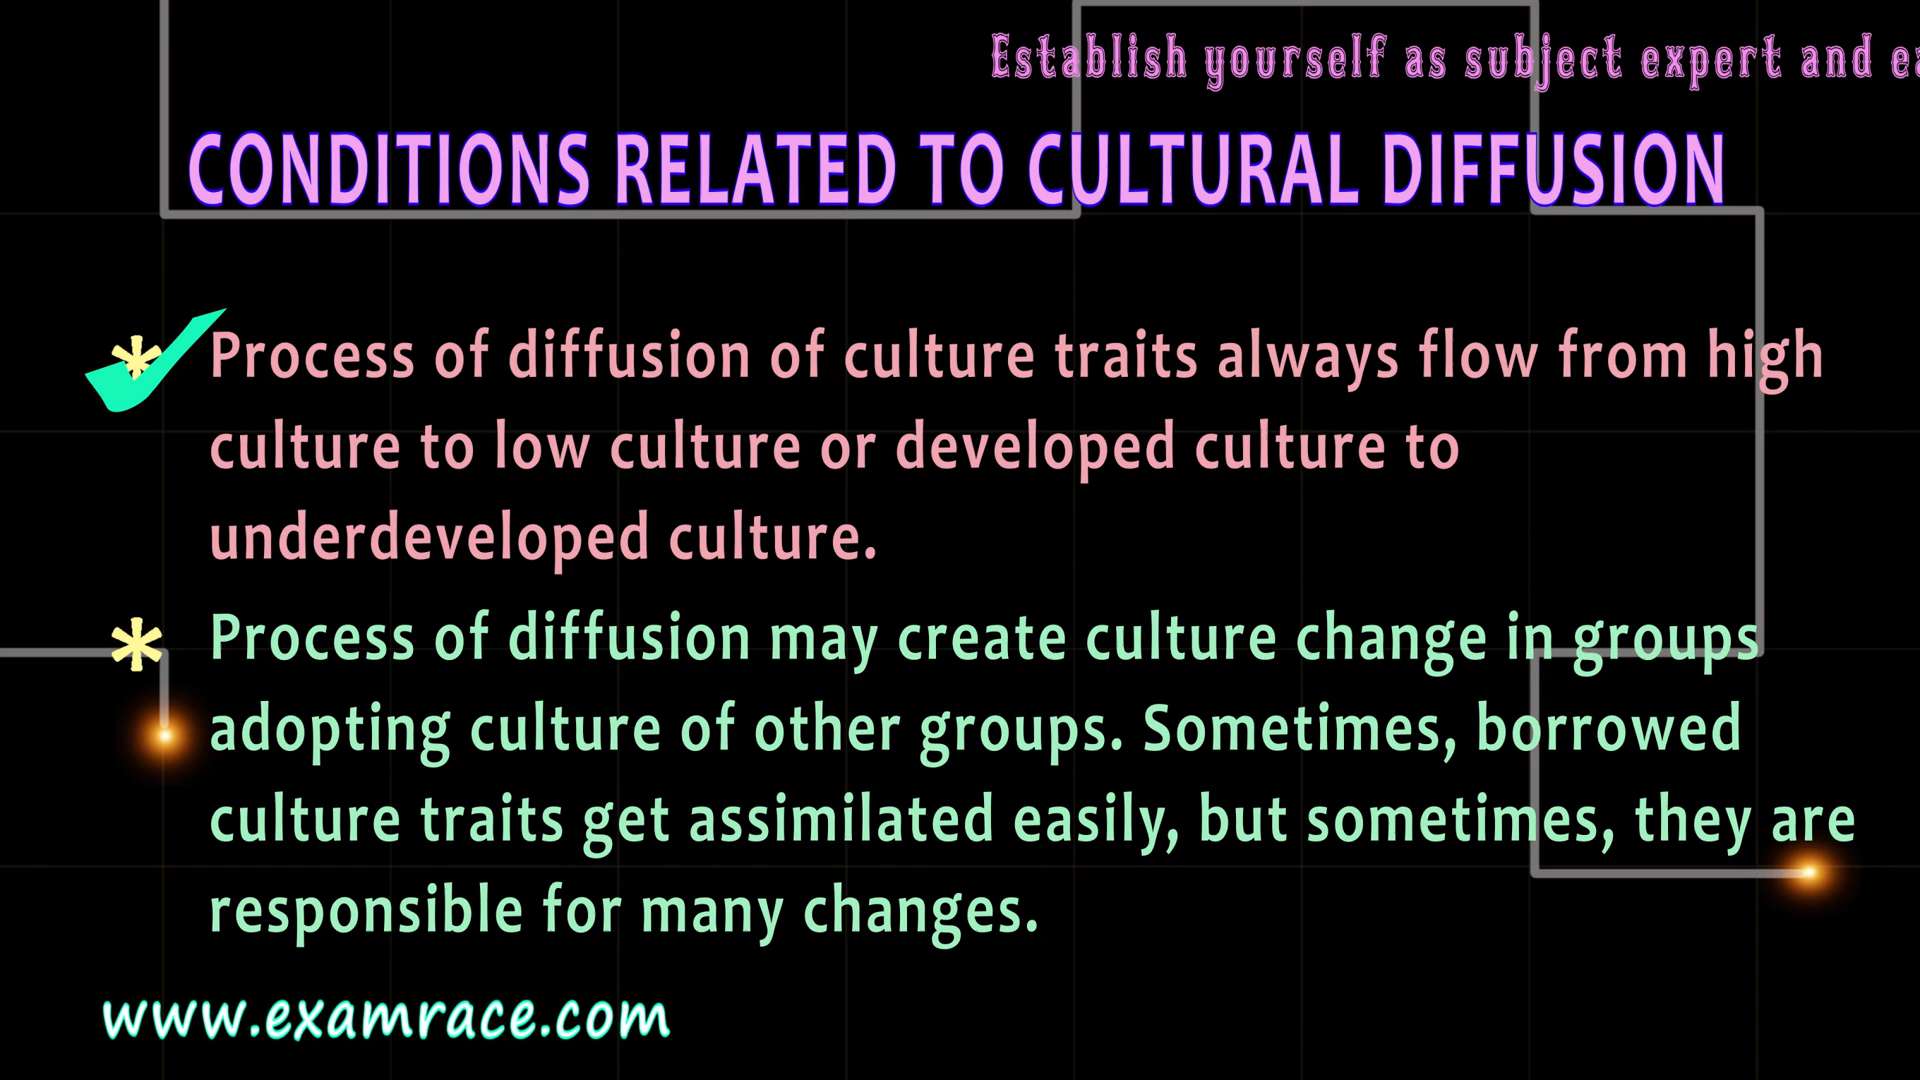 Establish yourself as subject expert and
CONDITIONS RELATED TO CULTURAL DIFFUSION
* Process of diffusion of culture traits always flow from high
culture to low culture or developed culture to
underdeveloped culture.
* Process of diffusion may create culture change in groups
adopting culture of other groups. Sometimes, borrowed
culture traits get assimilated easily, but sometimes, they are
responsible for many changes.
www.examrace.com